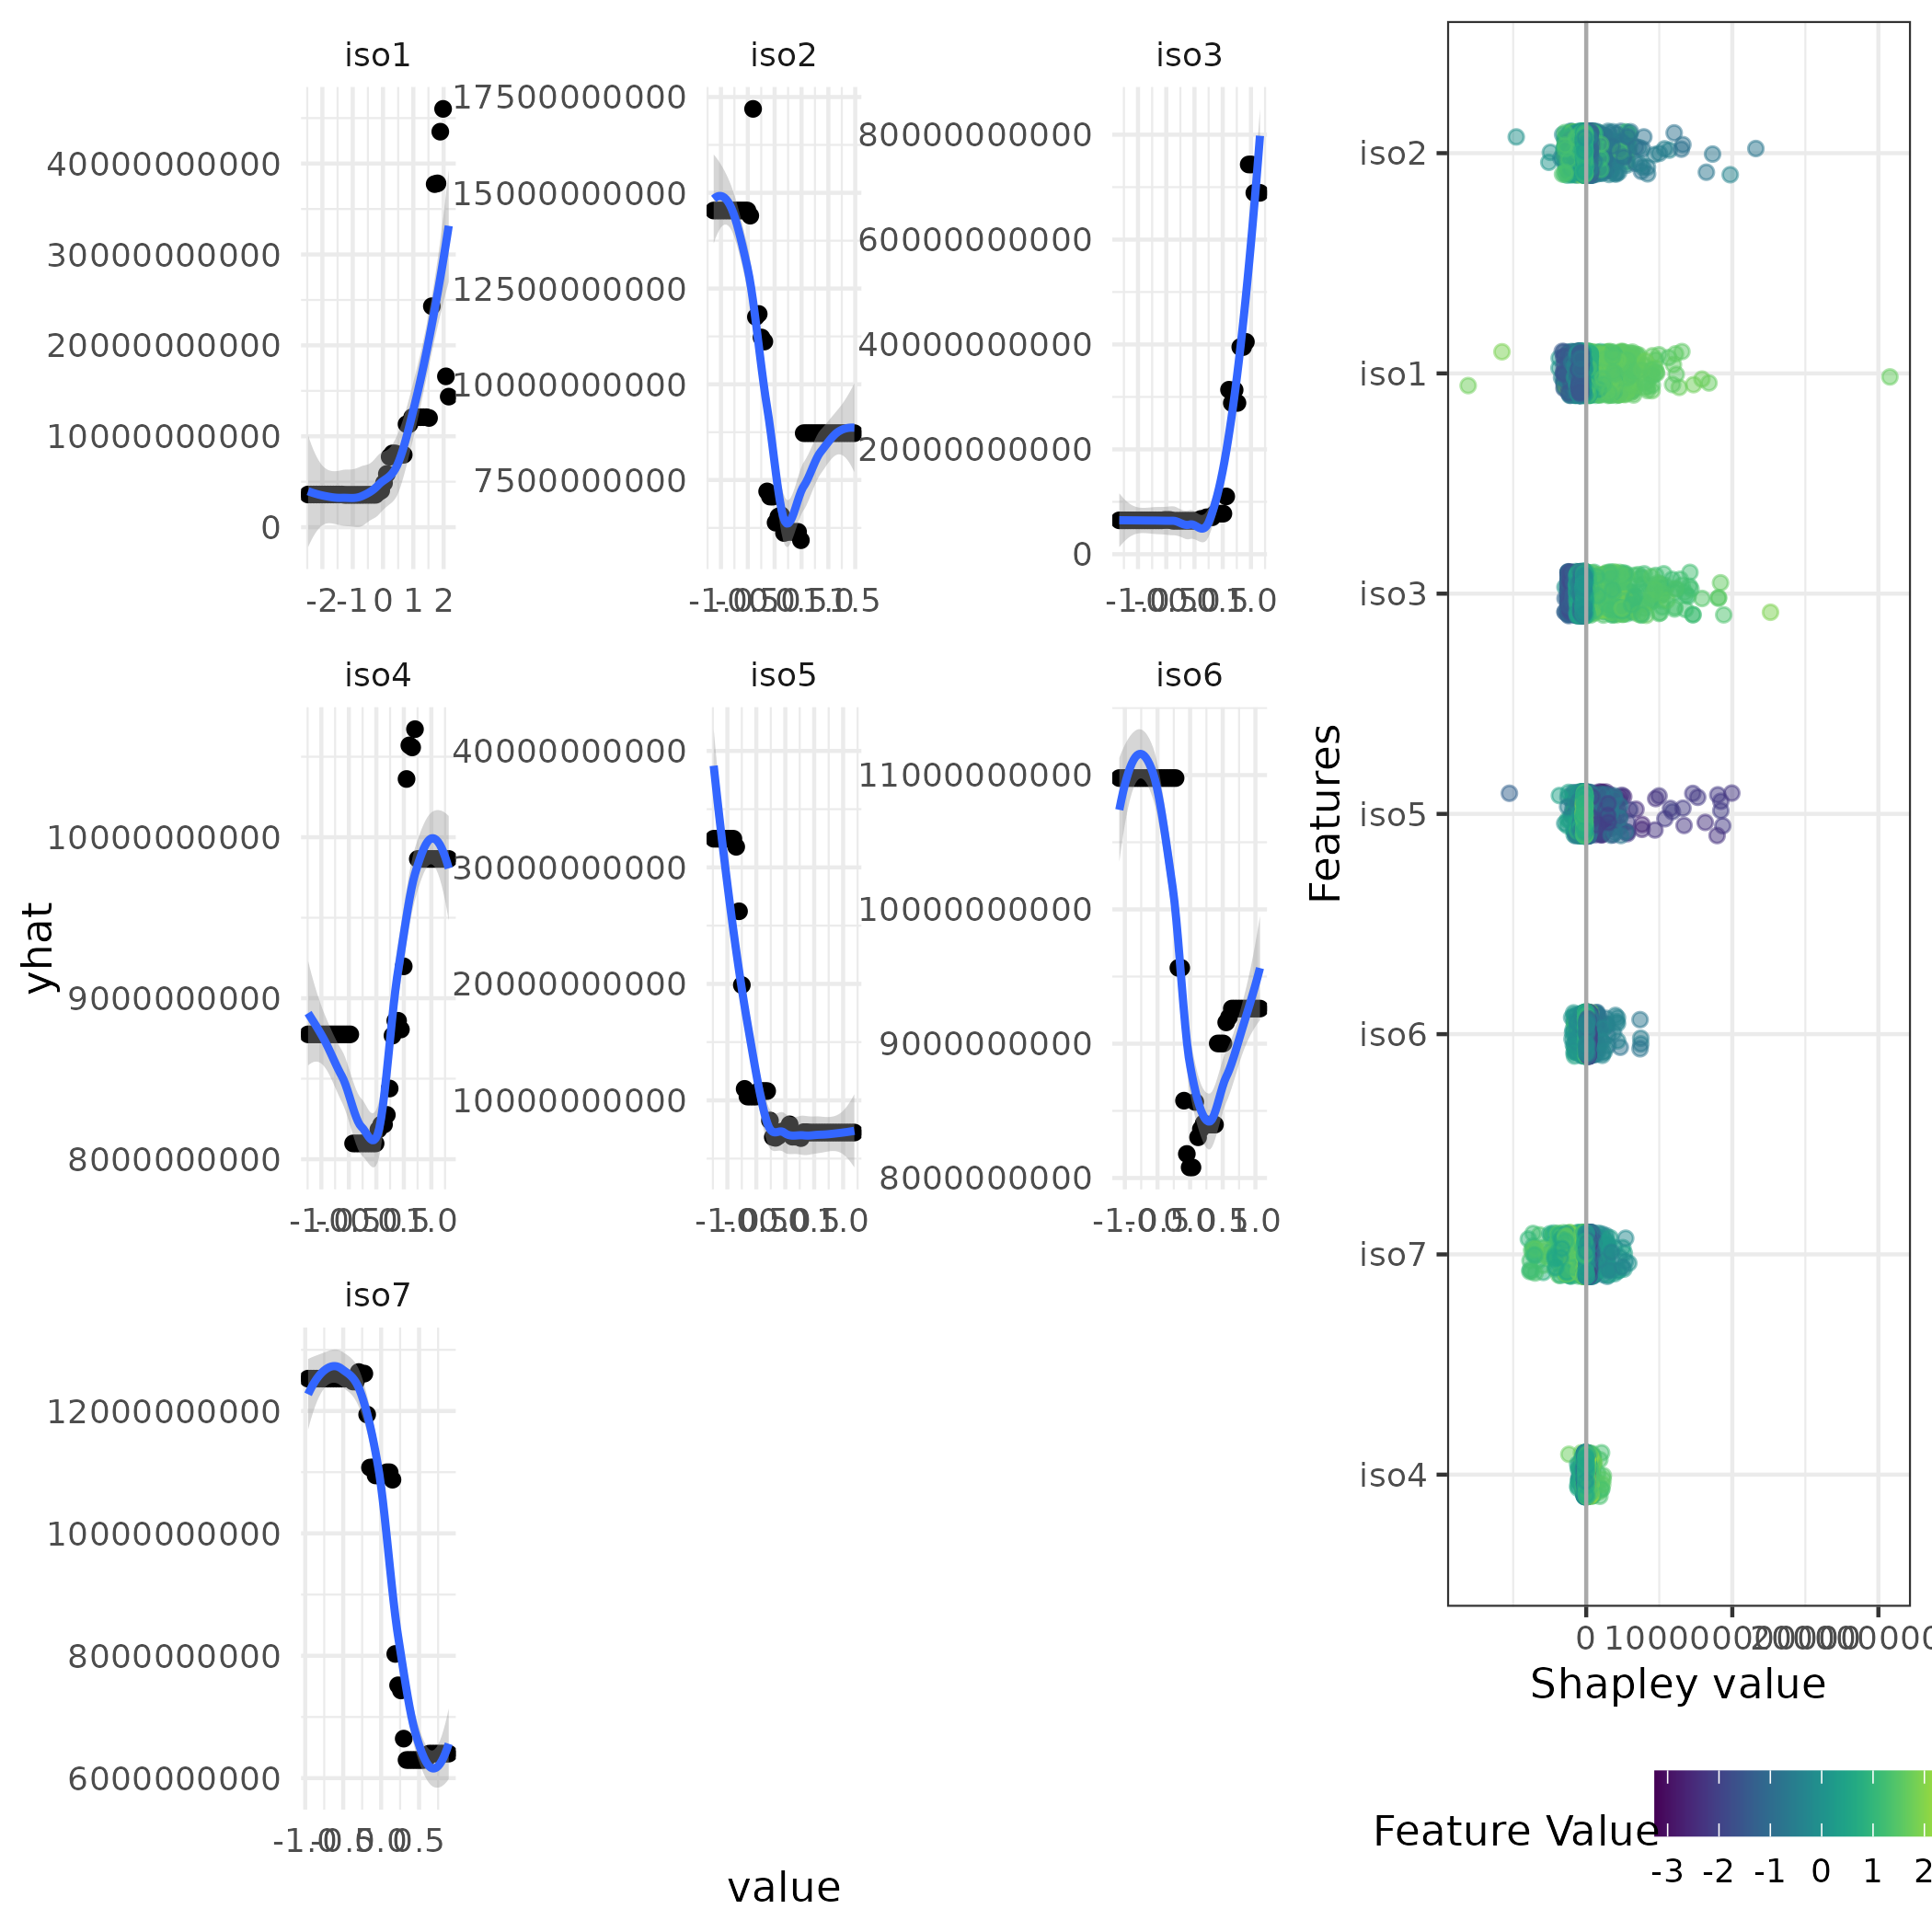 iso1
iso2
iso3
40000000000
30000000000
20000000000
10000000000
0
-2 -1 0 1 2
17500000000
15000000000
12500000000
10000000000
7500000000
80000000000
60000000000
40000000000
20000000000
0
iso4
iso5
iso6
yhat
10000000000
9000000000
8000000000
40000000000
30000000000
20000000000
10000000000
11000000000
10000000000
9000000000
8000000000
iso7
12000000000
10000000000
8000000000
6000000000
value
Features
iso2
iso1
iso3
iso5
iso6
iso7
iso4
0
Shapley value
Feature Value
-3 -2 -1 0 1 2